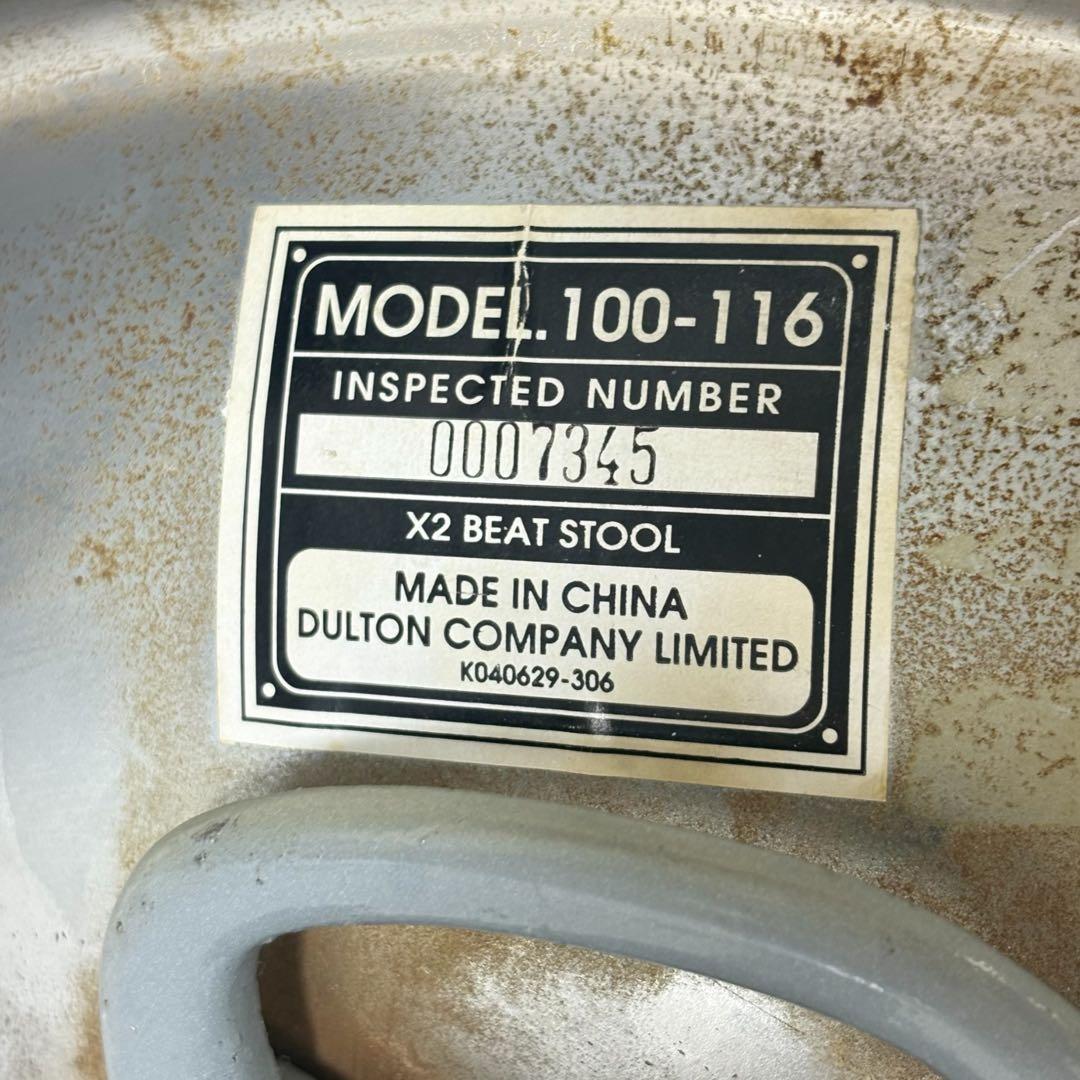 MODEL. 100-116
INSPECTED NUMBER
0007345
X2 BEAT STOOL
MADE IN CHINA
DULTON COMPANY LIMITED
K040629-306